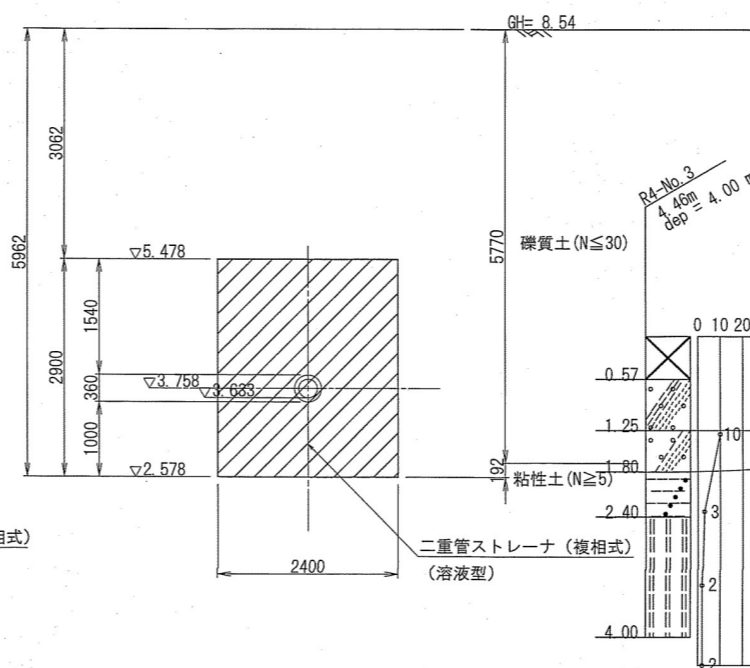 GH= 8.54
5962
3062
2900
1540
360
1000
▽5.478
▽3.758
▽3.633
▽2.578
2400
二重管ストレーナ（複相式）
(溶液型)
相式）
5770
192
礫質土(N≦30)
粘性土(N≧5)
R4-No.3
4.46m
dep = 4.00 m
0 10 20
0.57
1.25
1.80
2.40
4.00
10
3
2
2